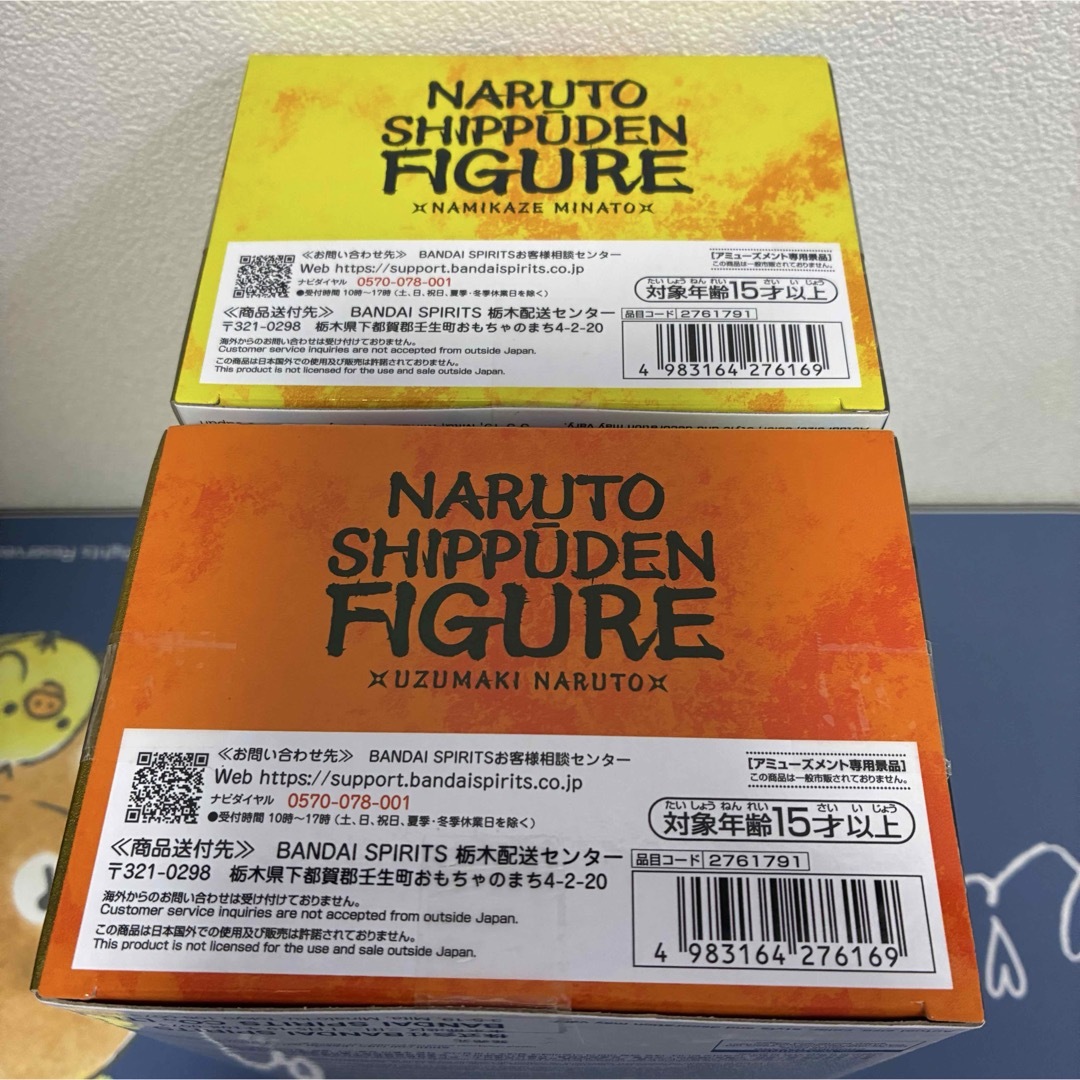 NARUTO
SHIPPŪDEN
FIGURE
NAMIKAZE MINATO
≪お問い合わせ先≫ BANDAI SPIRITSお客様相談センター
Web https://support.bandaispirits.co.jp
ナビダイヤル 0570-078-001
●受付時間 10時~17時(土、日、祝日、夏季・冬季休業日を除く)
[アミューズメント専用景品]
この商品は一般市販されておりません。
たいしょうねんれい さい いじょう
対象年齢15才以上
≪商品送付先≫ BANDAI SPIRITS 栃木配送センター
〒321-0298 栃木県下都賀郡壬生町おもちゃのまち4-2-20
海外からのお問い合わせは受け付けておりません。
Customer service inquiries are not accepted from outside Japan.
この商品は日本国外での使用及び販売は許諾されておりません。
This product is not licensed for the use and sale outside Japan.
品目コード 2761791
4 983164 276169
NARUTO
SHIPPŪDEN
FIGURE
UZUMAKI NARUTO
≪お問い合わせ先≫ BANDAI SPIRITSお客様相談センター
Web https://support.bandaispirits.co.jp
ナビダイヤル 0570-078-001
●受付時間 10時~17時(土、日、祝日、夏季・冬季休業日を除く)
[アミューズメント専用景品]
この商品は一般市販されておりません。
たいしょうねんれい さい いじょう
対象年齢15才以上
≪商品送付先≫ BANDAI SPIRITS 栃木配送センター
〒321-0298 栃木県下都賀郡壬生町おもちゃのまち4-2-20
海外からのお問い合わせは受け付けておりません。
Customer service inquiries are not accepted from outside Japan.
この商品は日本国外での使用及び販売は許諾されておりません。
This product is not licensed for the use and sale outside Japan.
品目コード 2761791
4 983164 276169
BANDAI SPIRITS